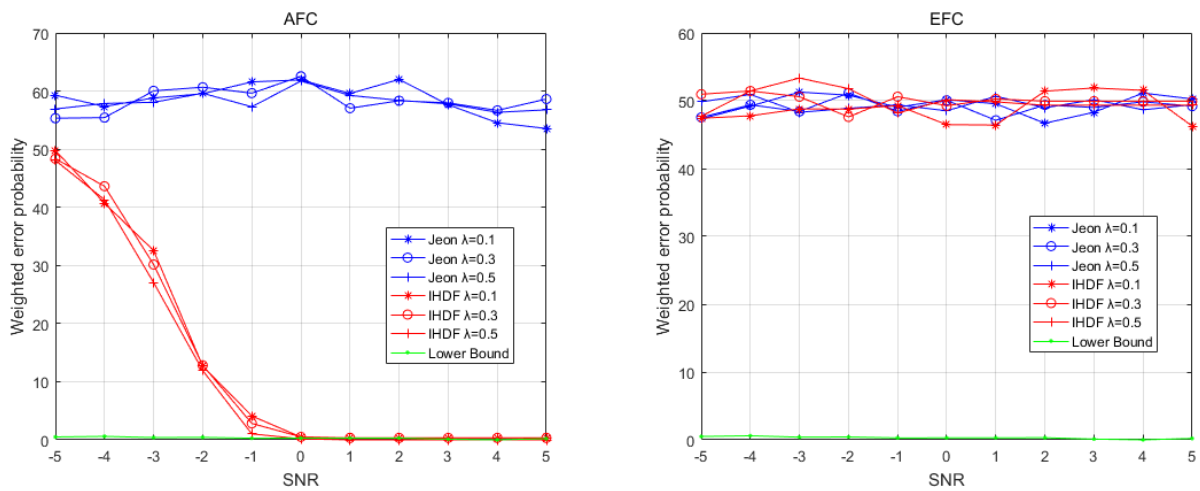 AFC
Weighted error probability
70
60
50
40
30
20
10
0
-5 -4 -3 -2 -1 0 1 2 3 4 5
SNR
Jeon λ=0.1
Jeon λ=0.3
Jeon λ=0.5
IHDF λ=0.1
IHDF λ=0.3
IHDF λ=0.5
Lower Bound
EFC
Weighted error probability
60
50
40
30
20
10
0
-5 -4 -3 -2 -1 0 1 2 3 4 5
SNR
Jeon λ=0.1
Jeon λ=0.3
Jeon λ=0.5
IHDF λ=0.1
IHDF λ=0.3
IHDF λ=0.5
Lower Bound